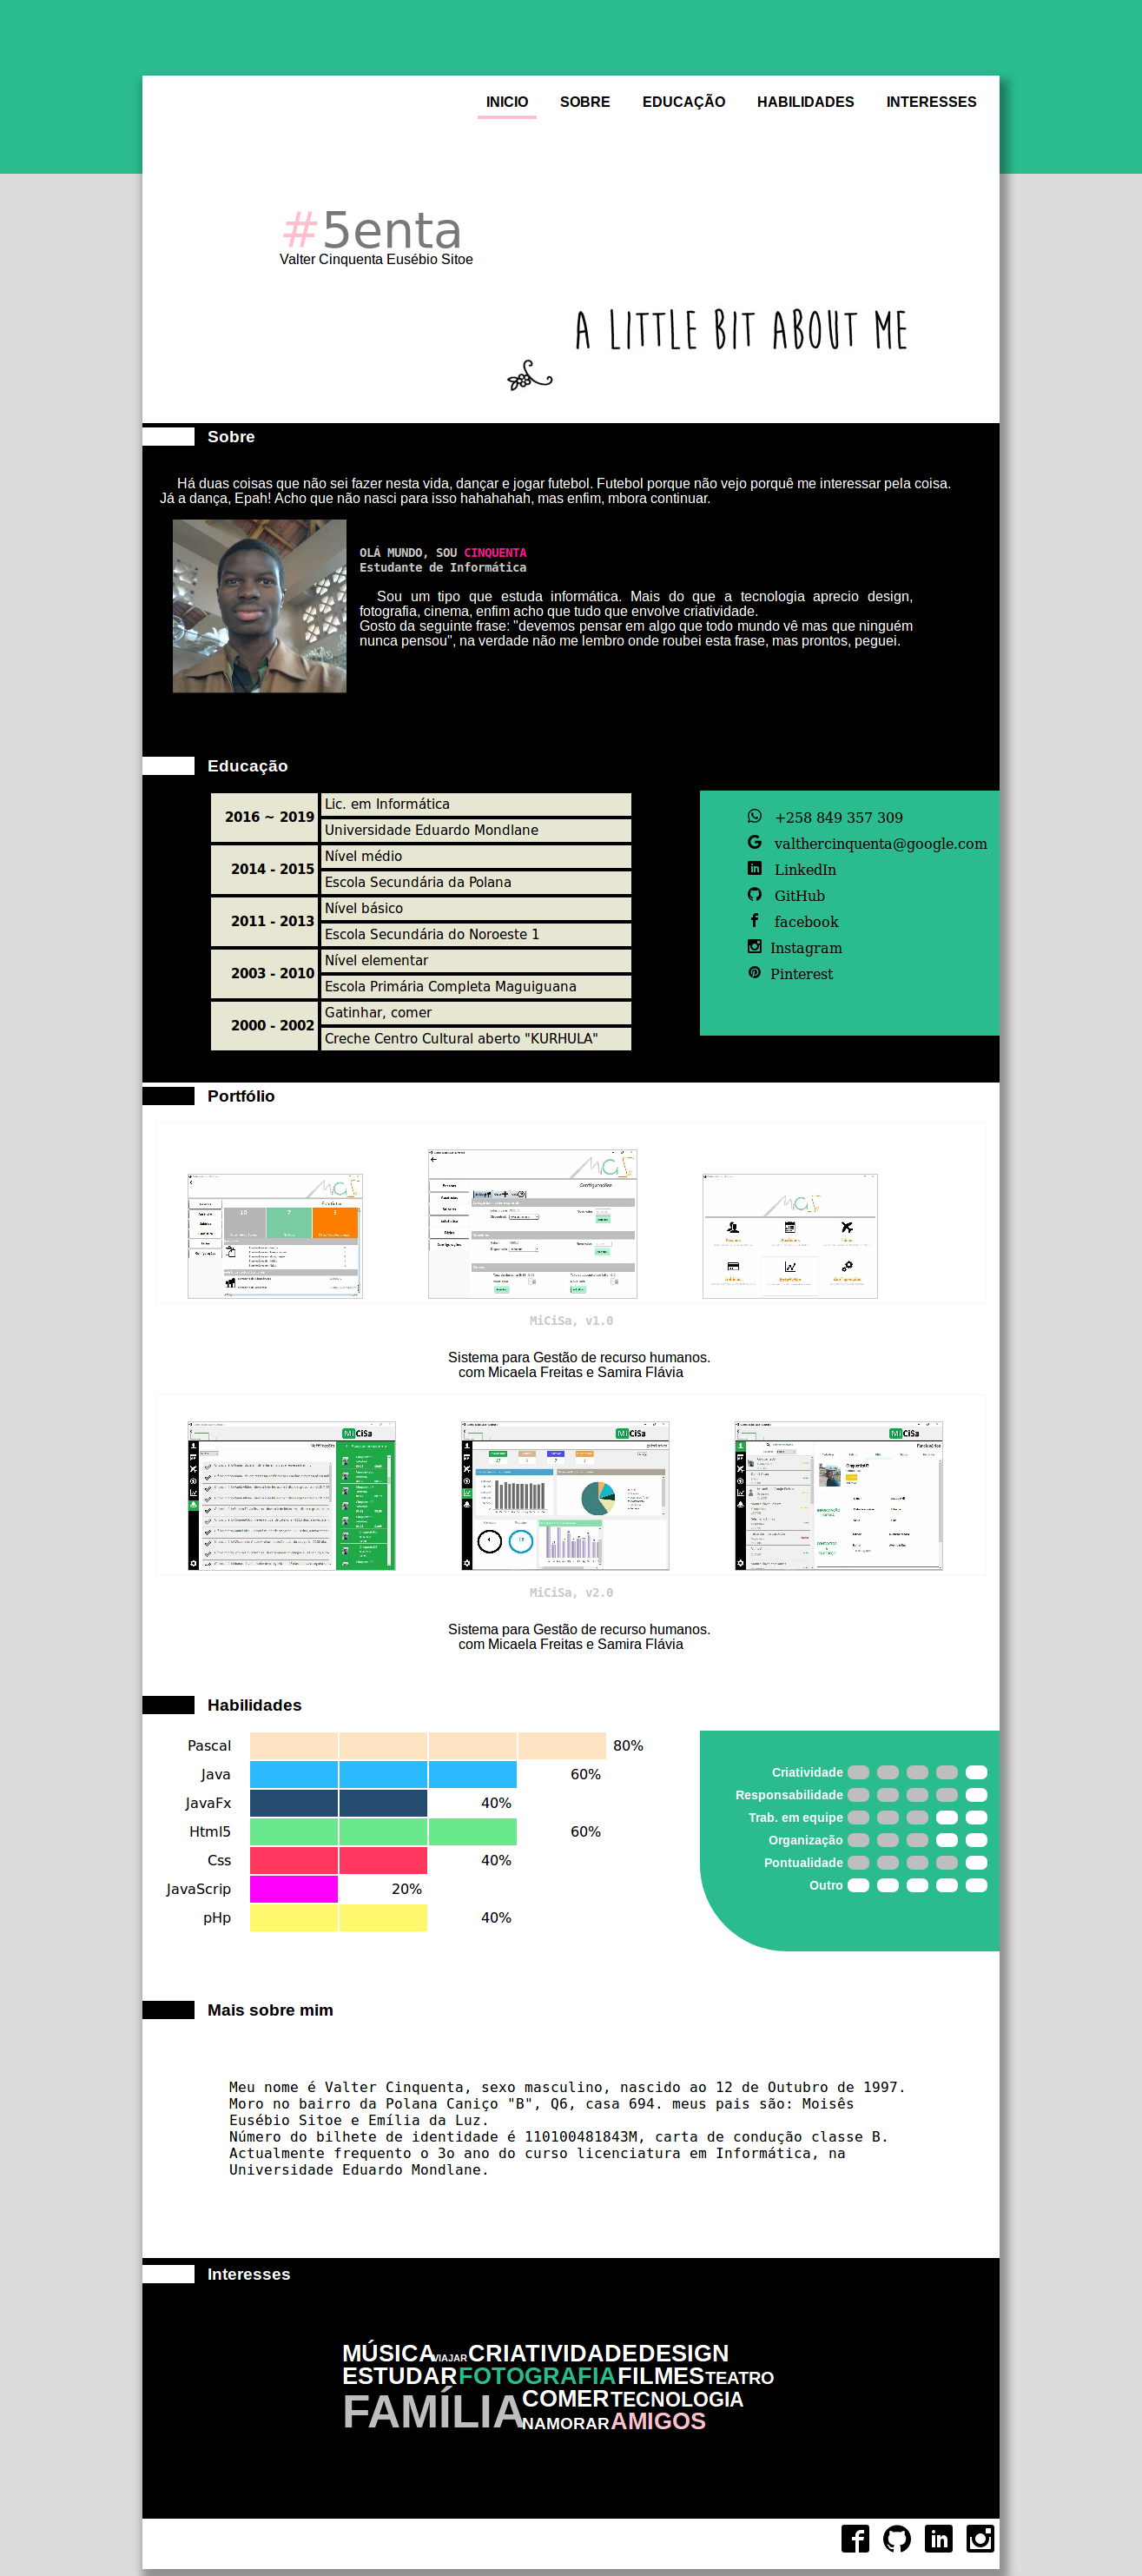 INICIO SOBRE EDUCAÇÃO HABILIDADES INTERESSES
#5enta
Valter Cinquenta Eusébio Sitoe
A LITTLE BIT ABOUT ME
Sobre
Há duas coisas que não sei fazer nesta vida, dançar e jogar futebol. Futebol porque não vejo porquê me interessar pela coisa.
Já a dança, Epah! Acho que não nasci para isso hahahahah, mas enfim, mbora continuar.
OLÁ MUNDO, SOU CINQUENTA
Estudante de Informática
Sou um tipo que estuda informática. Mais do que a tecnologia aprecio design,
fotografia, cinema, enfim acho que tudo que envolve criatividade.
Gosto da seguinte frase: "devemos pensar em algo que todo mundo vê mas que ninguém
nunca pensou", na verdade não me lembro onde roubei esta frase, mas prontos, peguei.
Educação
2016 ~ 2019
Lic. em Informática
Universidade Eduardo Mondlane
2014 - 2015
Nível médio
Escola Secundária da Polana
2011 - 2013
Nível básico
Escola Secundária do Noroeste 1
2003 - 2010
Nível elementar
Escola Primária Completa Maguiguana
2000 - 2002
Gatinhar, comer
Creche Centro Cultural aberto "KURHULA"
+258 849 357 309
valthercinquenta@google.com
LinkedIn
GitHub
facebook
Instagram
Pinterest
Portfólio
MiCiSa, v1.0
Sistema para Gestão de recurso humanos.
com Micaela Freitas e Samira Flávia
Mi CiSa
Mi CiSa
Mi CiSa
MiCiSa, v2.0
Sistema para Gestão de recurso humanos.
com Micaela Freitas e Samira Flávia
Habilidades
Pascal 80%
Java 60%
JavaFx 40%
Html5 60%
Css 40%
JavaScrip 20%
pHp 40%
Criatividade
Responsabilidade
Trab. em equipe
Organização
Pontualidade
Outro
Mais sobre mim
Meu nome é Valter Cinquenta, sexo masculino, nascido ao 12 de Outubro de 1997.
Moro no bairro da Polana Caniço "B", Q6, casa 694. meus pais são: Moisês
Eusébio Sitoe e Emília da Luz.
Número do bilhete de identidade é 110100481843M, carta de condução classe B.
Actualmente frequento o 3o ano do curso licenciatura em Informática, na
Universidade Eduardo Mondlane.
Interesses
MÚSICA VIAJAR CRIATIVIDADE DESIGN
ESTUDAR FOTOGRAFIA FILMES TEATRO
FAMÍLIA COMER TECNOLOGIA
NAMORAR AMIGOS